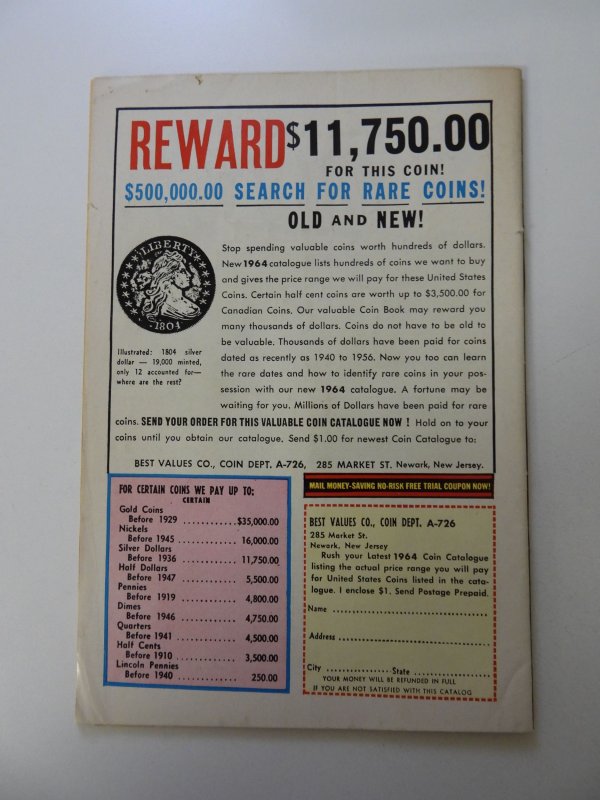 REWARD $11,750.00
FOR THIS COIN!
$500,000.00 SEARCH FOR RARE COINS!
OLD AND NEW!
LIBERTY
1804
Illustrated: 1804 silver
dollar — 19,000 minted,
only 12 accounted for—
where are the rest?
Stop spending valuable coins worth hundreds of dollars.
New 1964 catalogue lists hundreds of coins we want to buy
and gives the price range we will pay for these United States
Coins. Certain half cent coins are worth up to $3,500.00 for
Canadian Coins. Our valuable Coin Book may reward you
many thousands of dollars. Coins do not have to be old to
be valuable. Thousands of dollars have been paid for coins
dated as recently as 1940 to 1956. Now you too can learn
the rare dates and how to identify rare coins in your pos-
session with our new 1964 catalogue. A fortune may be
waiting for you. Millions of Dollars have been paid for rare
coins. SEND YOUR ORDER FOR THIS VALUABLE COIN CATALOGUE NOW ! Hold on to your
coins until you obtain our catalogue. Send $1.00 for newest Coin Catalogue to:
BEST VALUES CO., COIN DEPT. A-726, 285 MARKET ST. Newark, New Jersey.
FOR CERTAIN COINS WE PAY UP TO:
CERTAIN
Gold Coins
Before 1929 ............$35,000.00
Nickels
Before 1945 ............ 16,000.00
Silver Dollars
Before 1936 ............ 11,750.00
Half Dollars
Before 1947 ............ 5,500.00
Pennies
Before 1919 ............ 4,800.00
Dimes
Before 1946 ............ 4,750.00
Quarters
Before 1941 ............ 4,500.00
Half Cents
Before 1910 ............ 3,500.00
Lincoln Pennies
Before 1940 ............ 250.00
MAIL MONEY-SAVING NO-RISK FREE TRIAL COUPON NOW!
BEST VALUES CO., COIN DEPT. A-726
285 Market St.
Newark, New Jersey
Rush your Latest 1964 Coin Catalogue
listing the actual price range you will pay
for United States Coins listed in the cata-
logue. I enclose $1. Send Postage Prepaid.
Name ........................................
Address ........................................
City ................ State ................
YOUR MONEY WILL BE REFUNDED IN FULL
IF YOU ARE NOT SATISFIED WITH THIS CATALOG